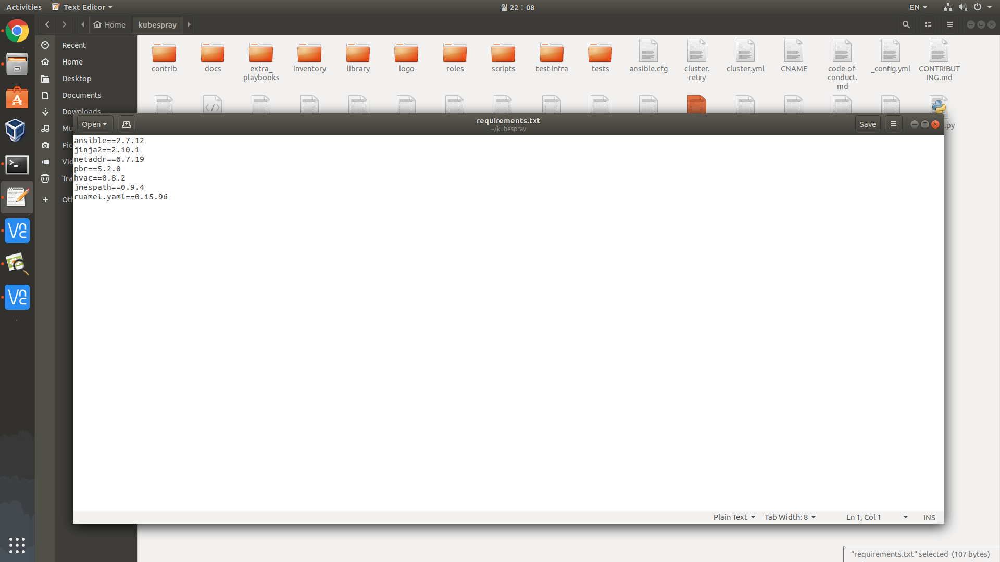 Activities
Text Editor
월 22 : 08
EN
Home
kubespray
Recent
Home
Desktop
Documents
Downloads
Mu
Pic
Vid
Tra
Oth
contrib
docs
extra_
playbooks
inventory
library
logo
roles
scripts
test-infra
tests
ansible.cfg
cluster.
retry
cluster.yml
CNAME
code-of-
conduct.
md
_config.yml
CONTRIBUT
ING.md
.py
Open
requirements.txt
~/kubespray
Save
ansible==2.7.12
jinja2==2.10.1
netaddr==0.7.19
pbr==5.2.0
hvac==0.8.2
jmespath==0.9.4
ruamel.yaml==0.15.96
Plain Text
Tab Width: 8
Ln 1, Col 1
INS
“requirements.txt” selected (107 bytes)